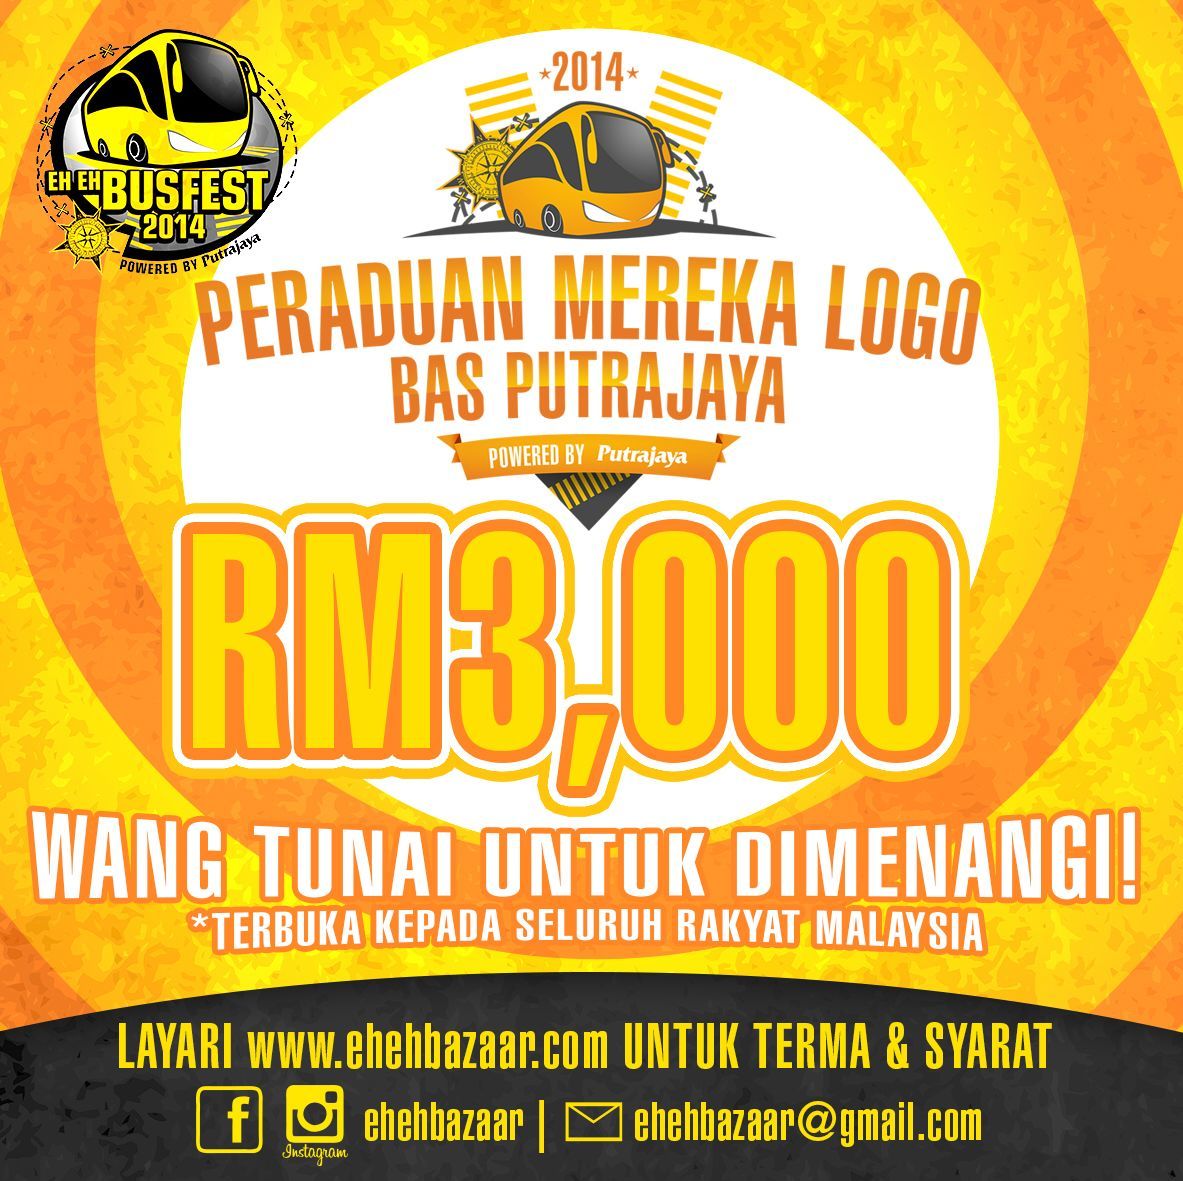 EH EH BUSFEST
2014
POWERED BY Putrajaya
2014
PERADUAN MEREKA LOGO
BAS PUTRAJAYA
POWERED BY Putrajaya
RM3,000
WANG TUNAI UNTUK DIMENANGI!
*TERBUKA KEPADA SELURUH RAKYAT MALAYSIA
LAYARI www.ehehbazaar.com UNTUK TERMA & SYARAT
f Instagram ehehbazaar | ehehbazaar@gmail.com